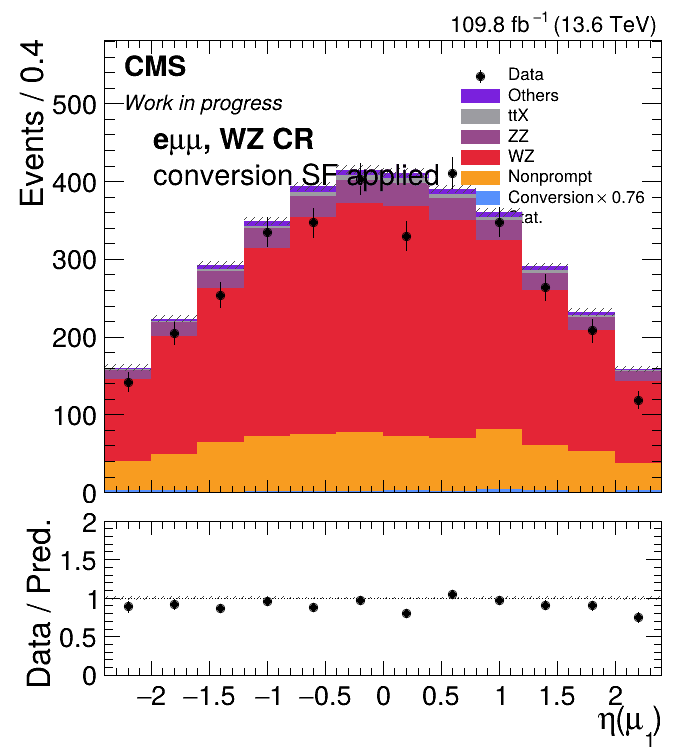 109.8 fb⁻¹ (13.6 TeV)
Events / 0.4
CMS
Work in progress
eμμ, WZ CR
conversion SF applied
Data
Others
ttX
ZZ
WZ
Nonprompt
Conversion × 0.76
500
400
300
200
100
0
Data / Pred.
2
1.5
1
0.5
0
−2 −1.5 −1 −0.5 0 0.5 1 1.5 2
η(μ₁)